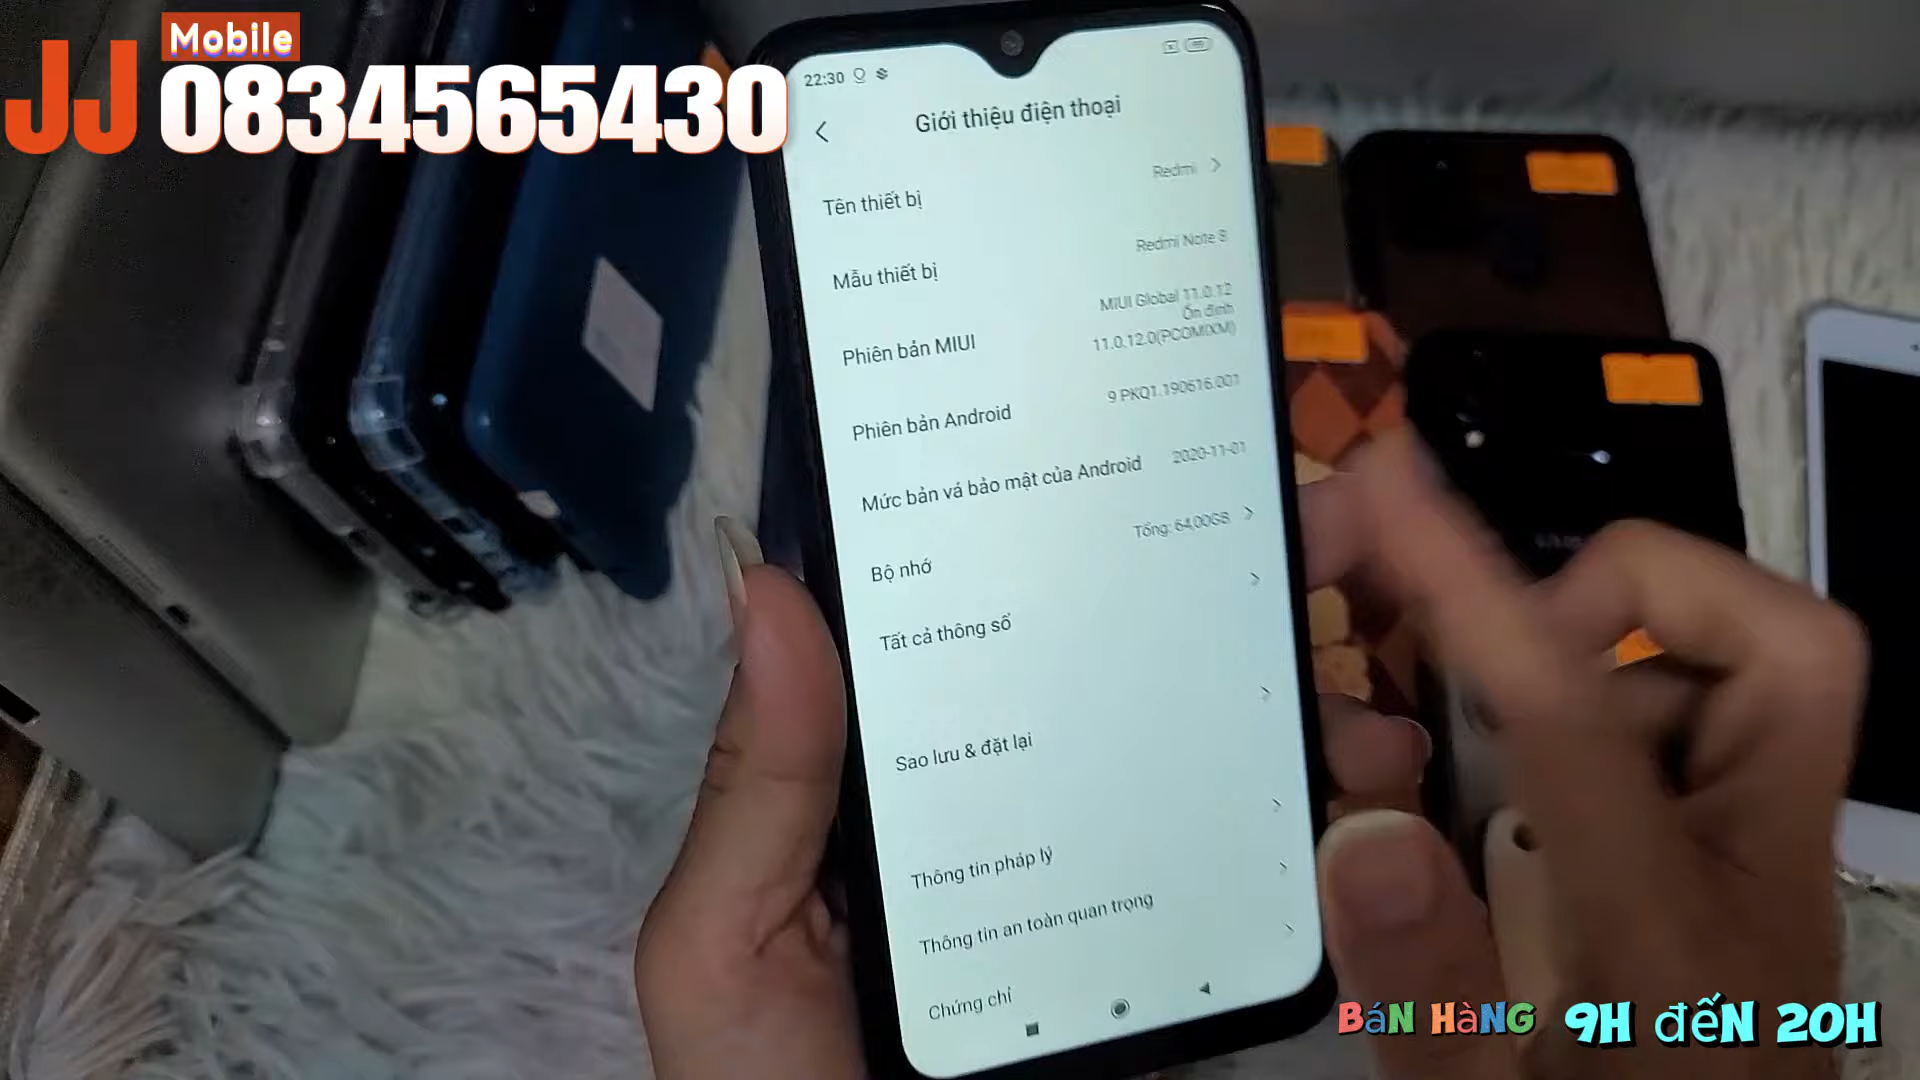 JJ Mobile
0834565430
22:30
Giới thiệu điện thoại
Tên thiết bị
Redmi
Mẫu thiết bị
Redmi Note 8
Phiên bản MIUI
MIUI Global 11.0.12
Ổn định
11.0.12.0(PCOMIXM)
Phiên bản Android
9 PKQ1.190616.001
Mức bản vá bảo mật của Android
2020-11-01
Bộ nhớ
Tổng: 64,00GB
Tất cả thông số
Sao lưu & đặt lại
Thông tin pháp lý
Thông tin an toàn quan trọng
Chứng chỉ
BáN HàNG 9H đếN 20H